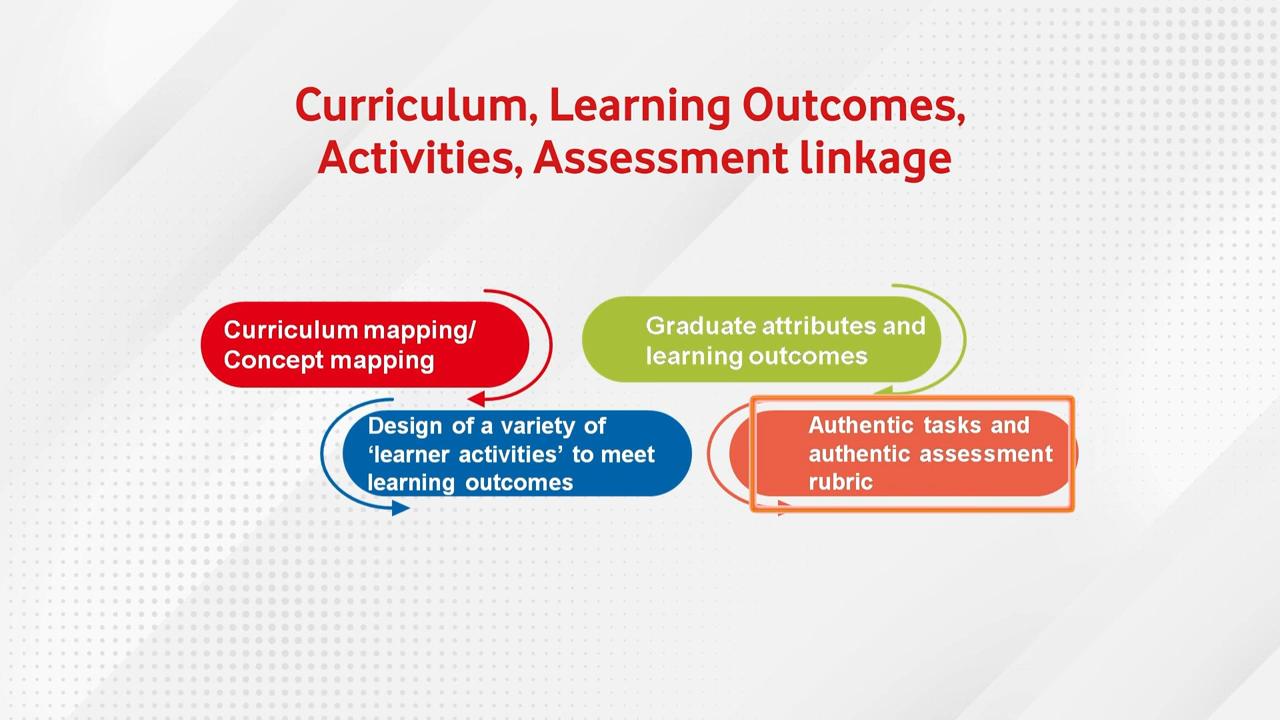 Curriculum, Learning Outcomes,
Activities, Assessment linkage
Curriculum mapping/
Concept mapping
Graduate attributes and
learning outcomes
Design of a variety of
‘learner activities’ to meet
learning outcomes
Authentic tasks and
authentic assessment
rubric